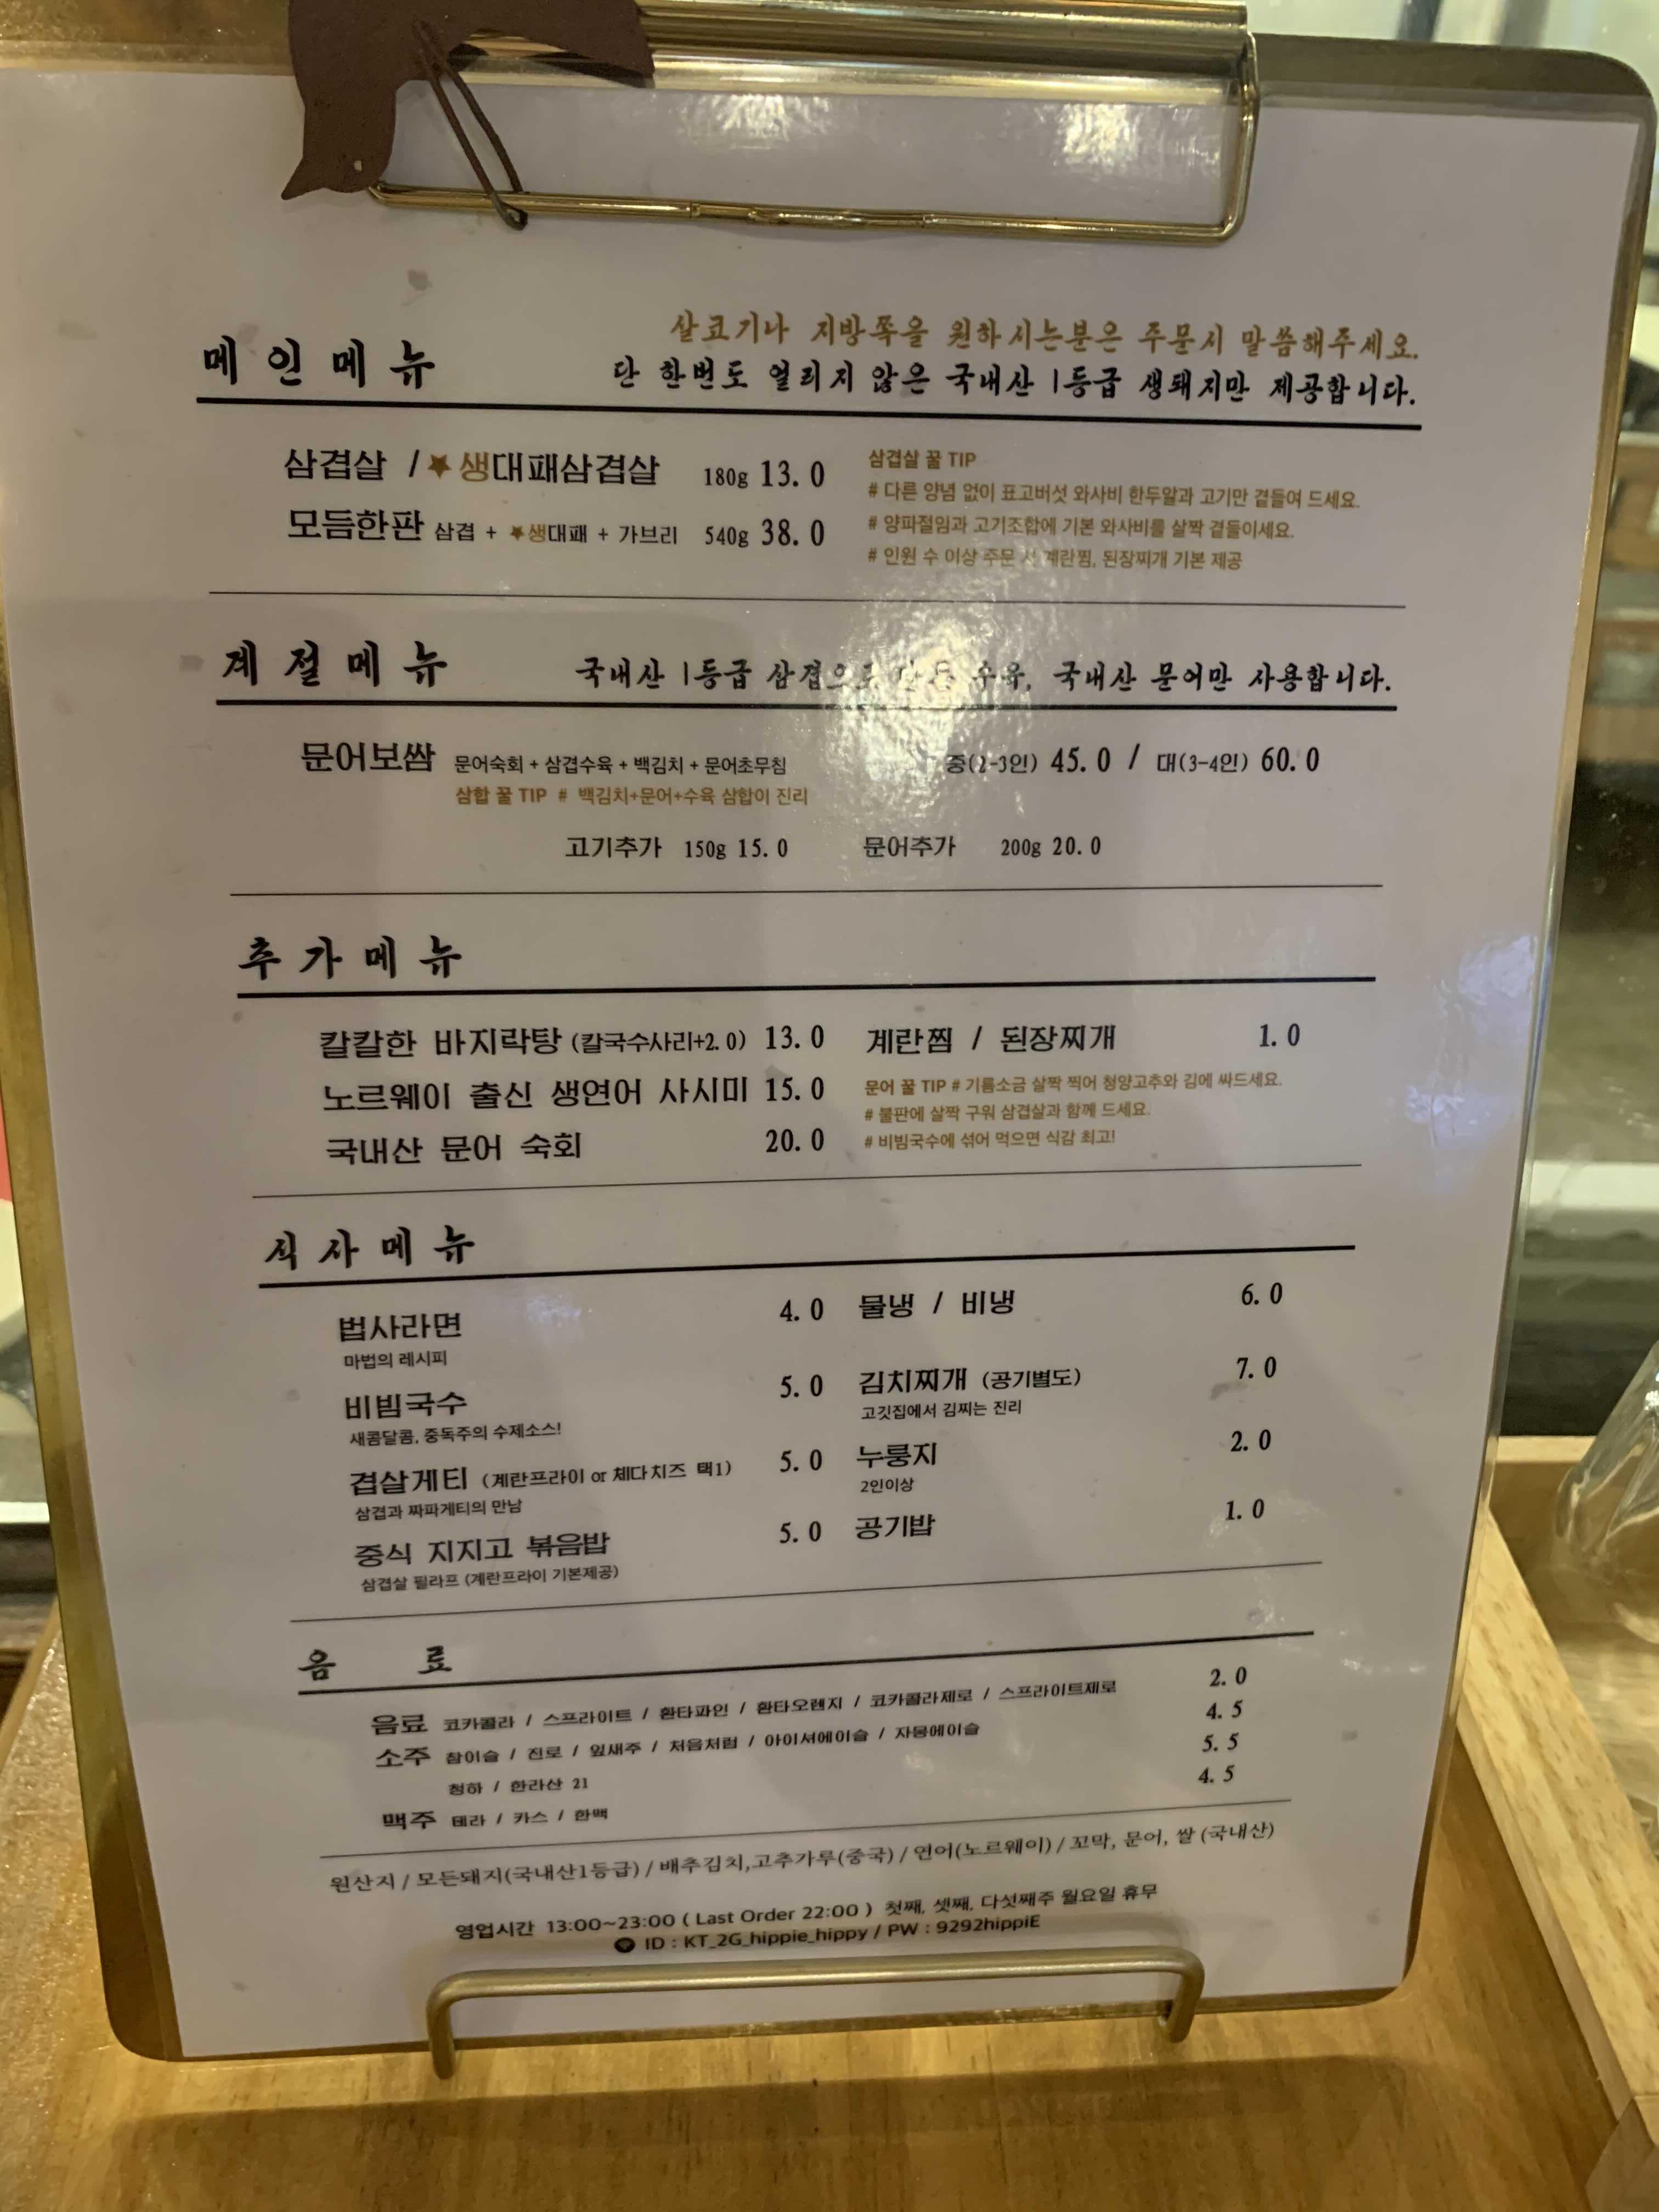 살코기나 지방쪽을 원하시는분은 주문시 말씀해주세요.
메인메뉴 단 한번도 얼리지 않은 국내산 1등급 생돼지만 제공합니다.
삼겹살 / ★생대패삼겹살 180g 13.0
모듬한판 삼겹 + ★생대패 + 가브리 540g 38.0
삼겹살 꿀 TIP
# 다른 양념 없이 표고버섯 와사비 한두알과 고기만 곁들여 드세요.
# 양파절임과 고기조합에 기본 와사비를 살짝 곁들이세요.
# 인원 수 이상 주문 시 계란찜, 된장찌개 기본 제공
계절메뉴 국내산 1등급 삼겹으로 만든 수육, 국내산 문어만 사용합니다.
문어보쌈 문어숙회 + 삼겹수육 + 백김치 + 문어초무침 중(2-3인) 45.0 / 대(3-4인) 60.0
삼합 꿀 TIP # 백김치+문어+수육 삼합이 진리
고기추가 150g 15.0 문어추가 200g 20.0
추가메뉴
칼칼한 바지락탕 (칼국수사리+2.0) 13.0
노르웨이 출신 생연어 사시미 15.0
국내산 문어 숙회 20.0
계란찜 / 된장찌개 1.0
문어 꿀 TIP # 기름소금 살짝 찍어 청양고추와 김에 싸드세요.
# 불판에 살짝 구워 삼겹살과 함께 드세요.
# 비빔국수에 섞어 먹으면 식감 최고!
식사메뉴
법사라면 4.0
마법의 레시피
비빔국수 5.0
새콤달콤, 중독주의 수제소스!
겹살게티 (계란프라이 or 체다치즈 택1) 5.0
삼겹과 짜파게티의 만남
중식 지지고 볶음밥 5.0
삼겹살 필라프 (계란프라이 기본제공)
물냉 / 비냉 6.0
김치찌개 (공기별도) 7.0
고깃집에서 김찌는 진리
누룽지 2.0
2인이상
공기밥 1.0
음 료
음료 코카콜라 / 스프라이트 / 환타파인 / 환타오렌지 / 코카콜라제로 / 스프라이트제로 2.0
소주 참이슬 / 진로 / 잎새주 / 처음처럼 / 아이셔에이슬 / 자몽에이슬 4.5
청하 / 한라산 21 5.5
맥주 테라 / 카스 / 한맥 4.5
원산지 / 모든돼지(국내산1등급) / 배추김치,고추가루(중국) / 연어(노르웨이) / 꼬막, 문어, 쌀 (국내산)
영업시간 13:00~23:00 ( Last Order 22:00 ) 첫째, 셋째, 다섯째주 월요일 휴무
ID : KT_2G_hippie_hippy / PW : 9292hippiE